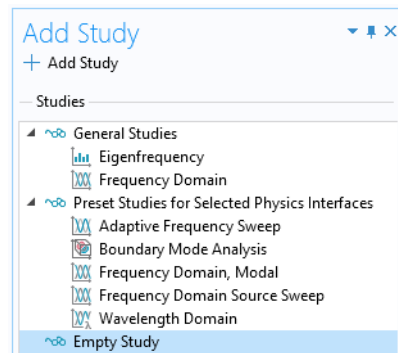 Add Study
Add Study
Studies
General Studies
Eigenfrequency
Frequency Domain
Preset Studies for Selected Physics Interfaces
Adaptive Frequency Sweep
Boundary Mode Analysis
Frequency Domain, Modal
Frequency Domain Source Sweep
Wavelength Domain
Empty Study